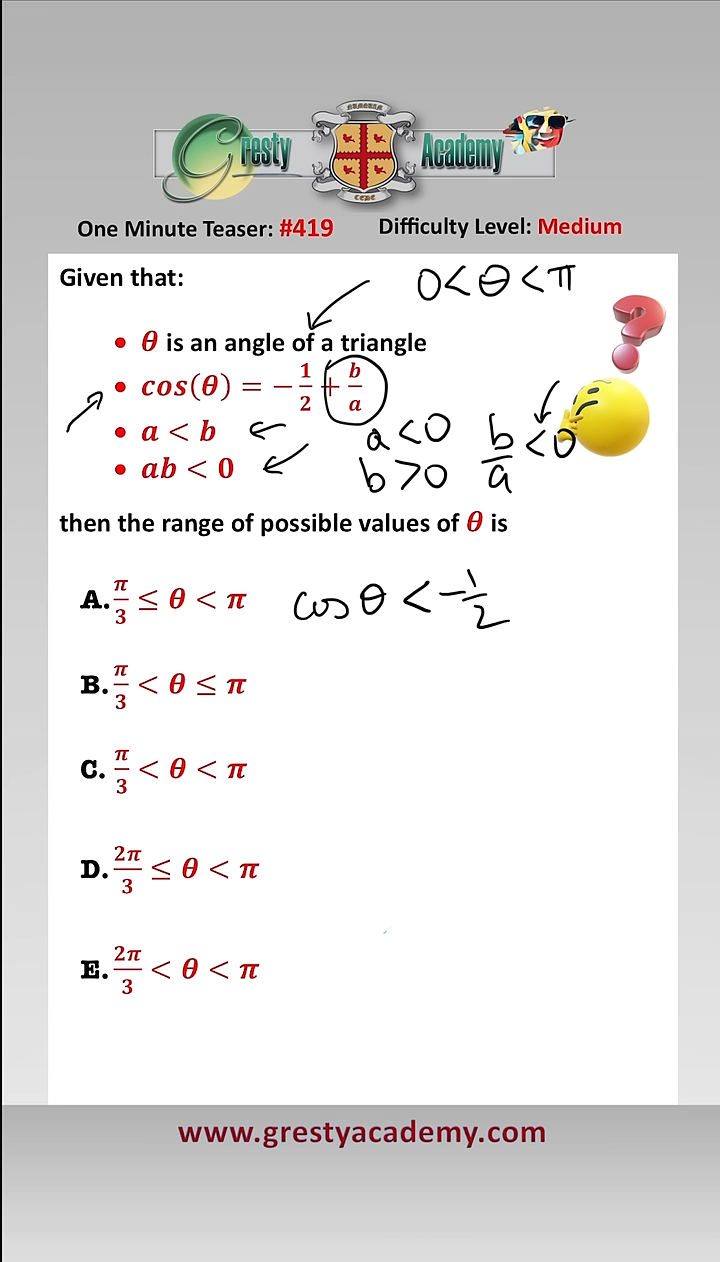 Gresty Academy
One Minute Teaser: #419 Difficulty Level: Medium
Given that:
0<θ<π
• θ is an angle of a triangle
• cos(θ) = −1/2 + b/a
• a < b
a<0 b/a <0
• ab < 0
b>0
then the range of possible values of θ is
A. π/3 ≤ θ < π
cosθ < −1/2
B. π/3 < θ ≤ π
C. π/3 < θ < π
D. 2π/3 ≤ θ < π
E. 2π/3 < θ < π
www.grestyacademy.com